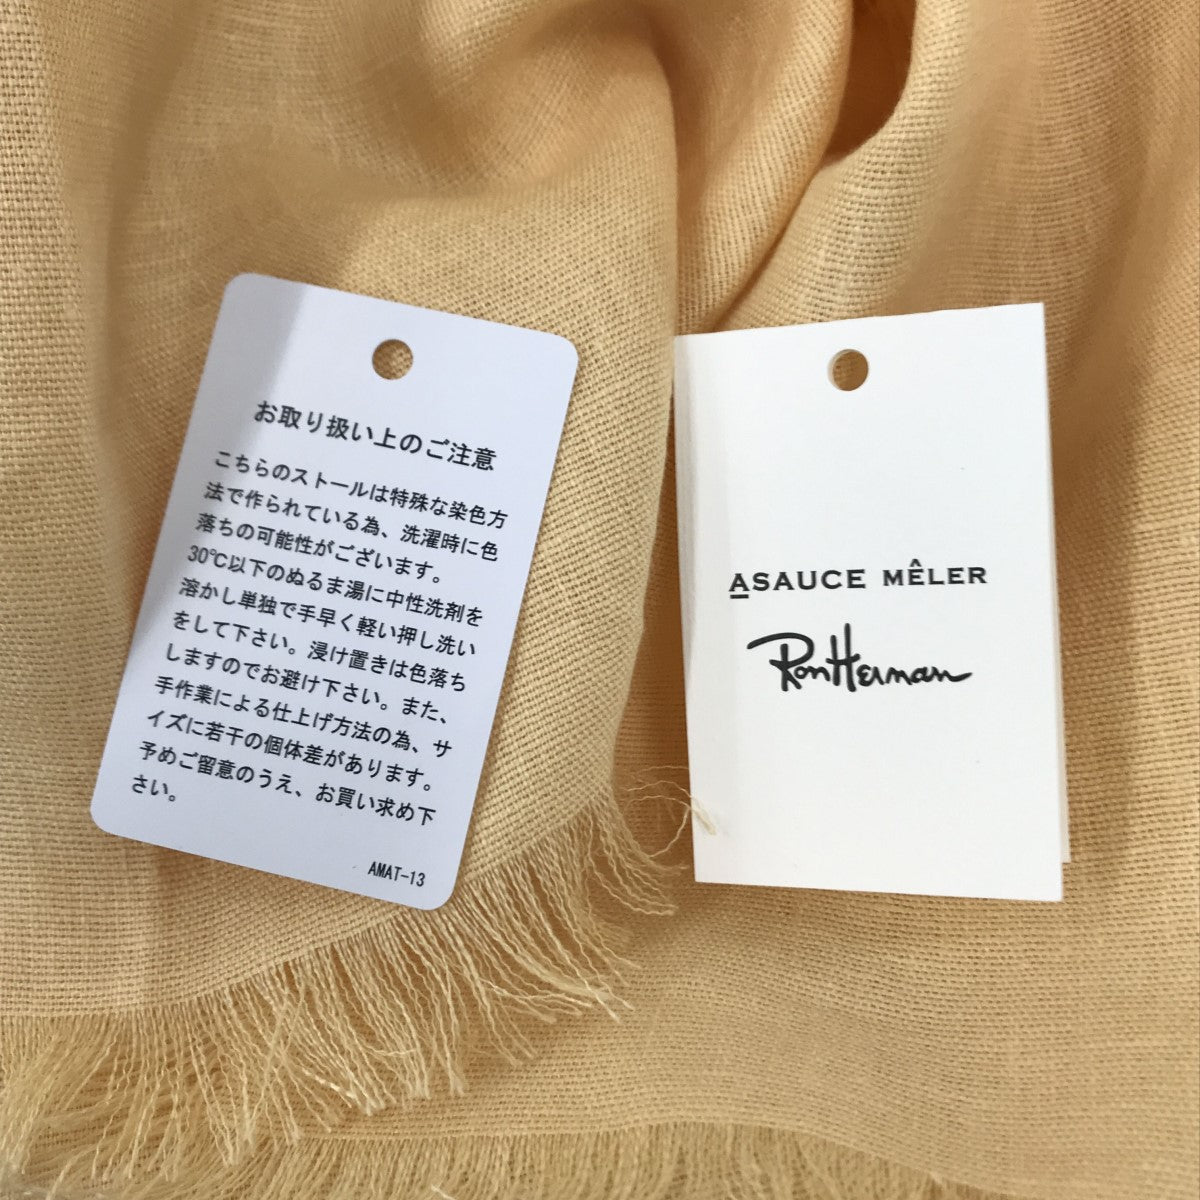 お取り扱い上のご注意
こちらのストールは特殊な染色方
法で作られている為、洗濯時に色
落ちの可能性がございます。
30℃以下のぬるま湯に中性洗剤を
溶かし単独で手早く軽い押し洗い
をして下さい。浸け置きは色落ち
しますのでお避け下さい。また、
手作業による仕上げ方法の為、サ
イズに若干の個体差があります。
予めご留意のうえ、お買い求め下
さい。
AMAT-13
ASAUCE MÊLER
RonHerman